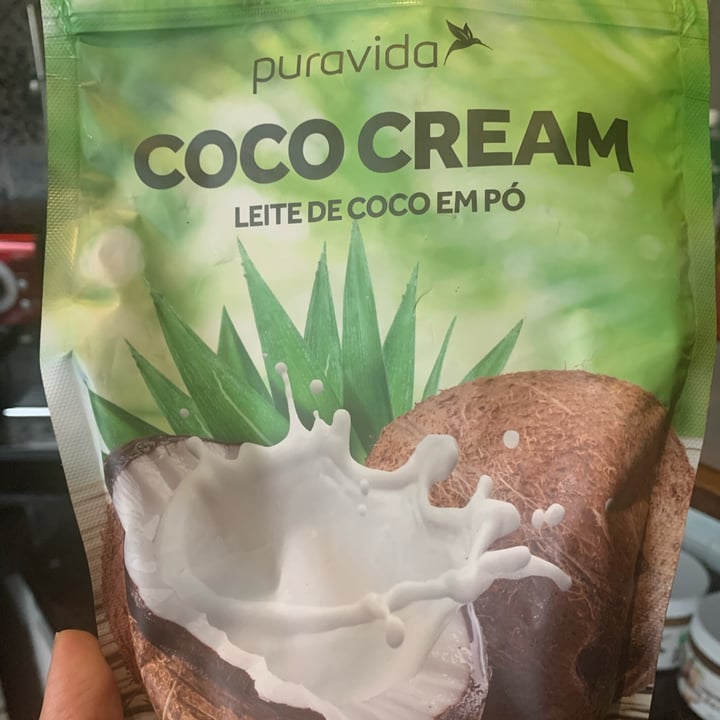 puravida
COCO CREAM
LEITE DE COCO EM PÓ